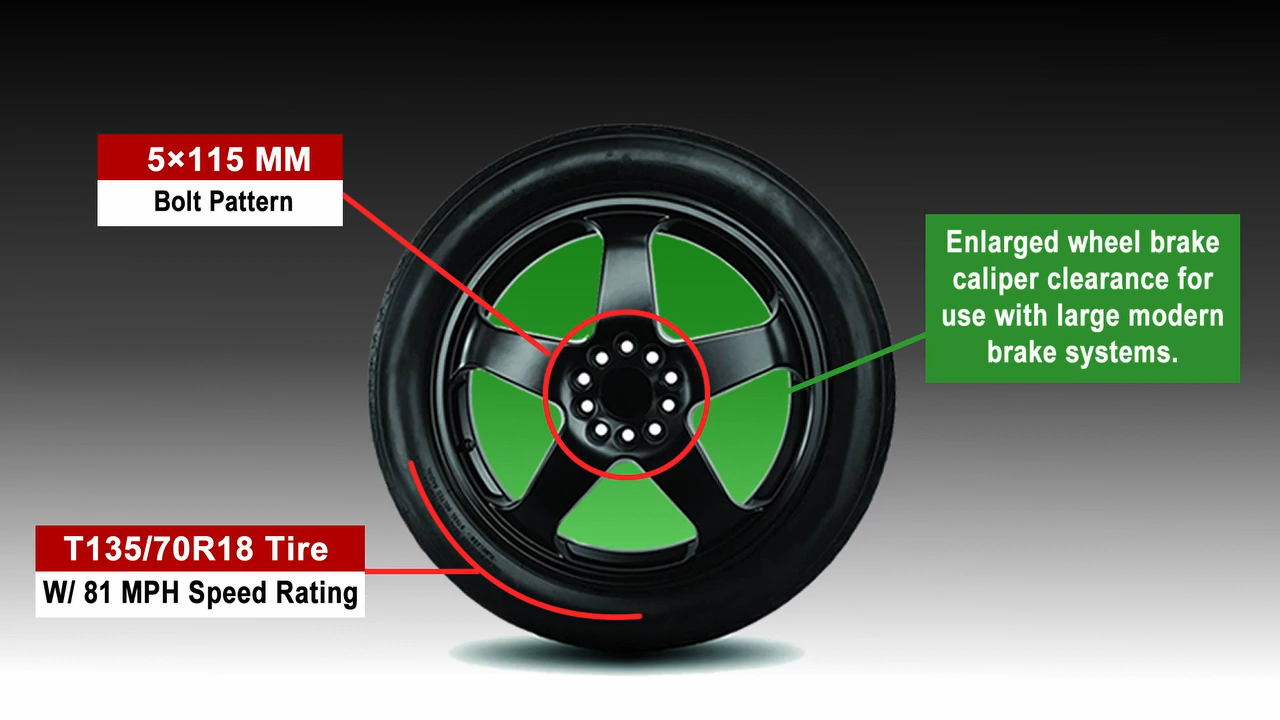 5×115 MM
Bolt Pattern
Enlarged wheel brake
caliper clearance for
use with large modern
brake systems.
T135/70R18 Tire
W/ 81 MPH Speed Rating